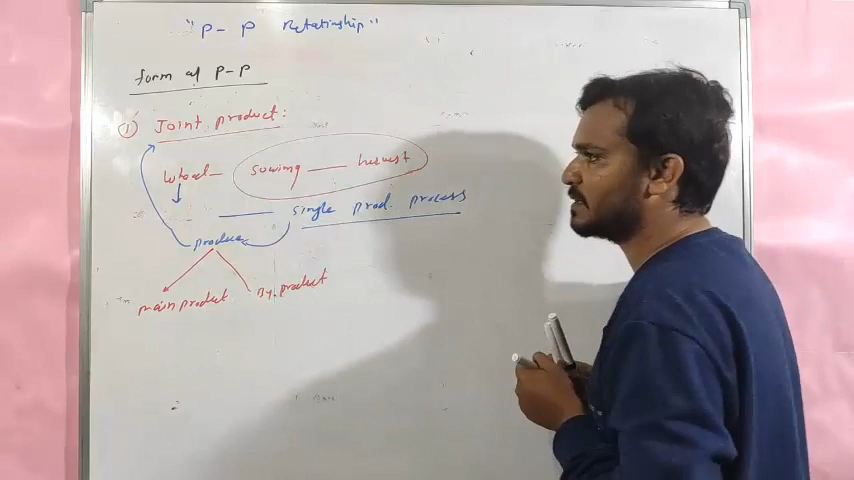 "P-P Relationship"
Form of P-P
① Joint product:
Wheat — sowing — harvest
— single prod. process
produce
main product By.product